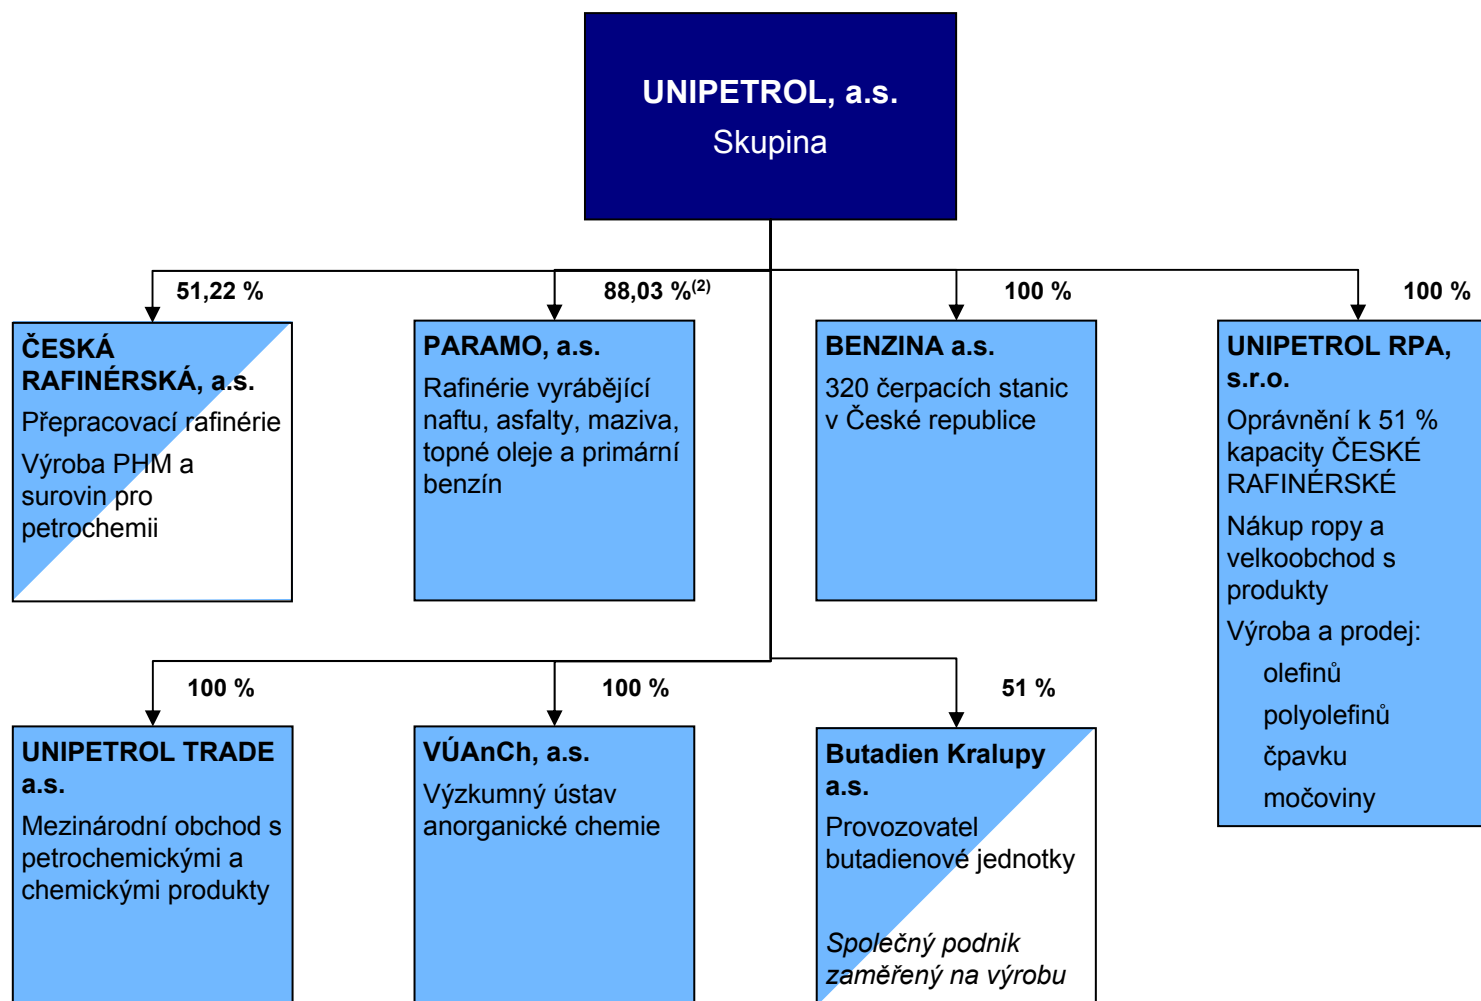 UNIPETROL, a.s.
Skupina
51,22 %
88,03 %(2)
100 %
100 %
ČESKÁ
RAFINÉRSKÁ, a.s.
Přepracovací rafinérie
Výroba PHM a
surovin pro
petrochemii
PARAMO, a.s.
Rafinérie vyrábějící
naftu, asfalty, maziva,
topné oleje a primární
benzín
BENZINA a.s.
320 čerpacích stanic
v České republice
UNIPETROL RPA,
s.r.o.
Oprávnění k 51 %
kapacity ČESKÉ
RAFINÉRSKÉ
Nákup ropy a
velkoobchod s
produkty
Výroba a prodej:
olefinů
polyolefinů
čpavku
močoviny
100 %
100 %
51 %
UNIPETROL TRADE
a.s.
Mezinárodní obchod s
petrochemickými a
chemickými produkty
VÚAnCh, a.s.
Výzkumný ústav
anorganické chemie
Butadien Kralupy
a.s.
Provozovatel
butadienové jednotky
Společný podnik
zaměřený na výrobu